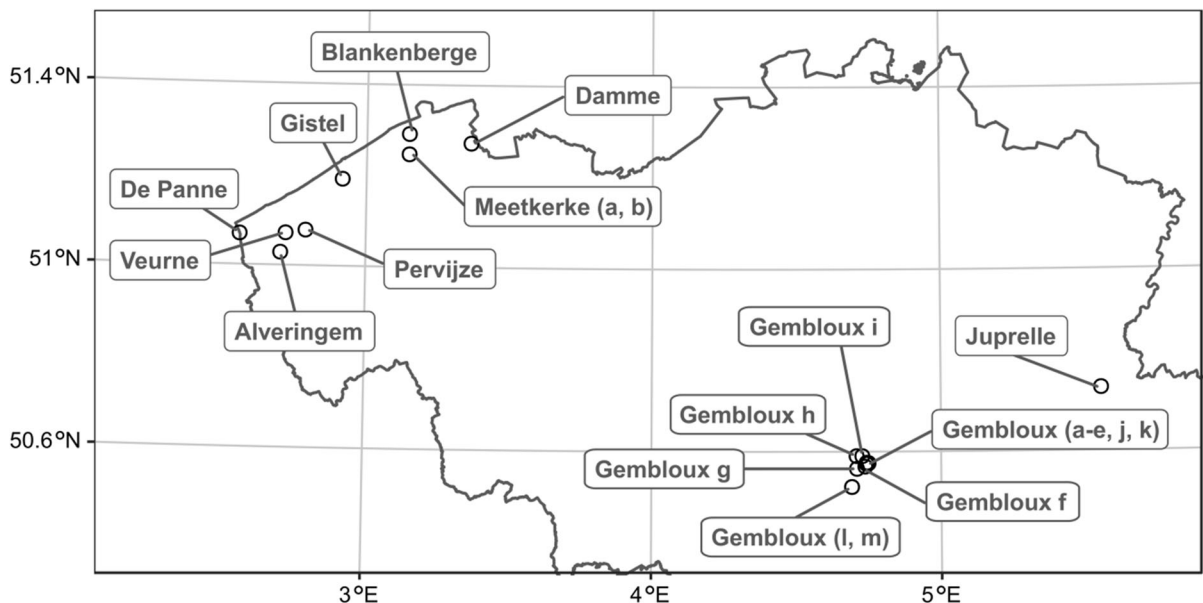 Blankenberge
51.4°N
Damme
Gistel
De Panne
Meetkerke (a, b)
Veurne
51°N
Pervijze
Alveringem
Gembloux i
Juprelle
Gembloux h
Gembloux (a-e, j, k)
50.6°N
Gembloux g
Gembloux f
Gembloux (l, m)
3°E 4°E 5°E